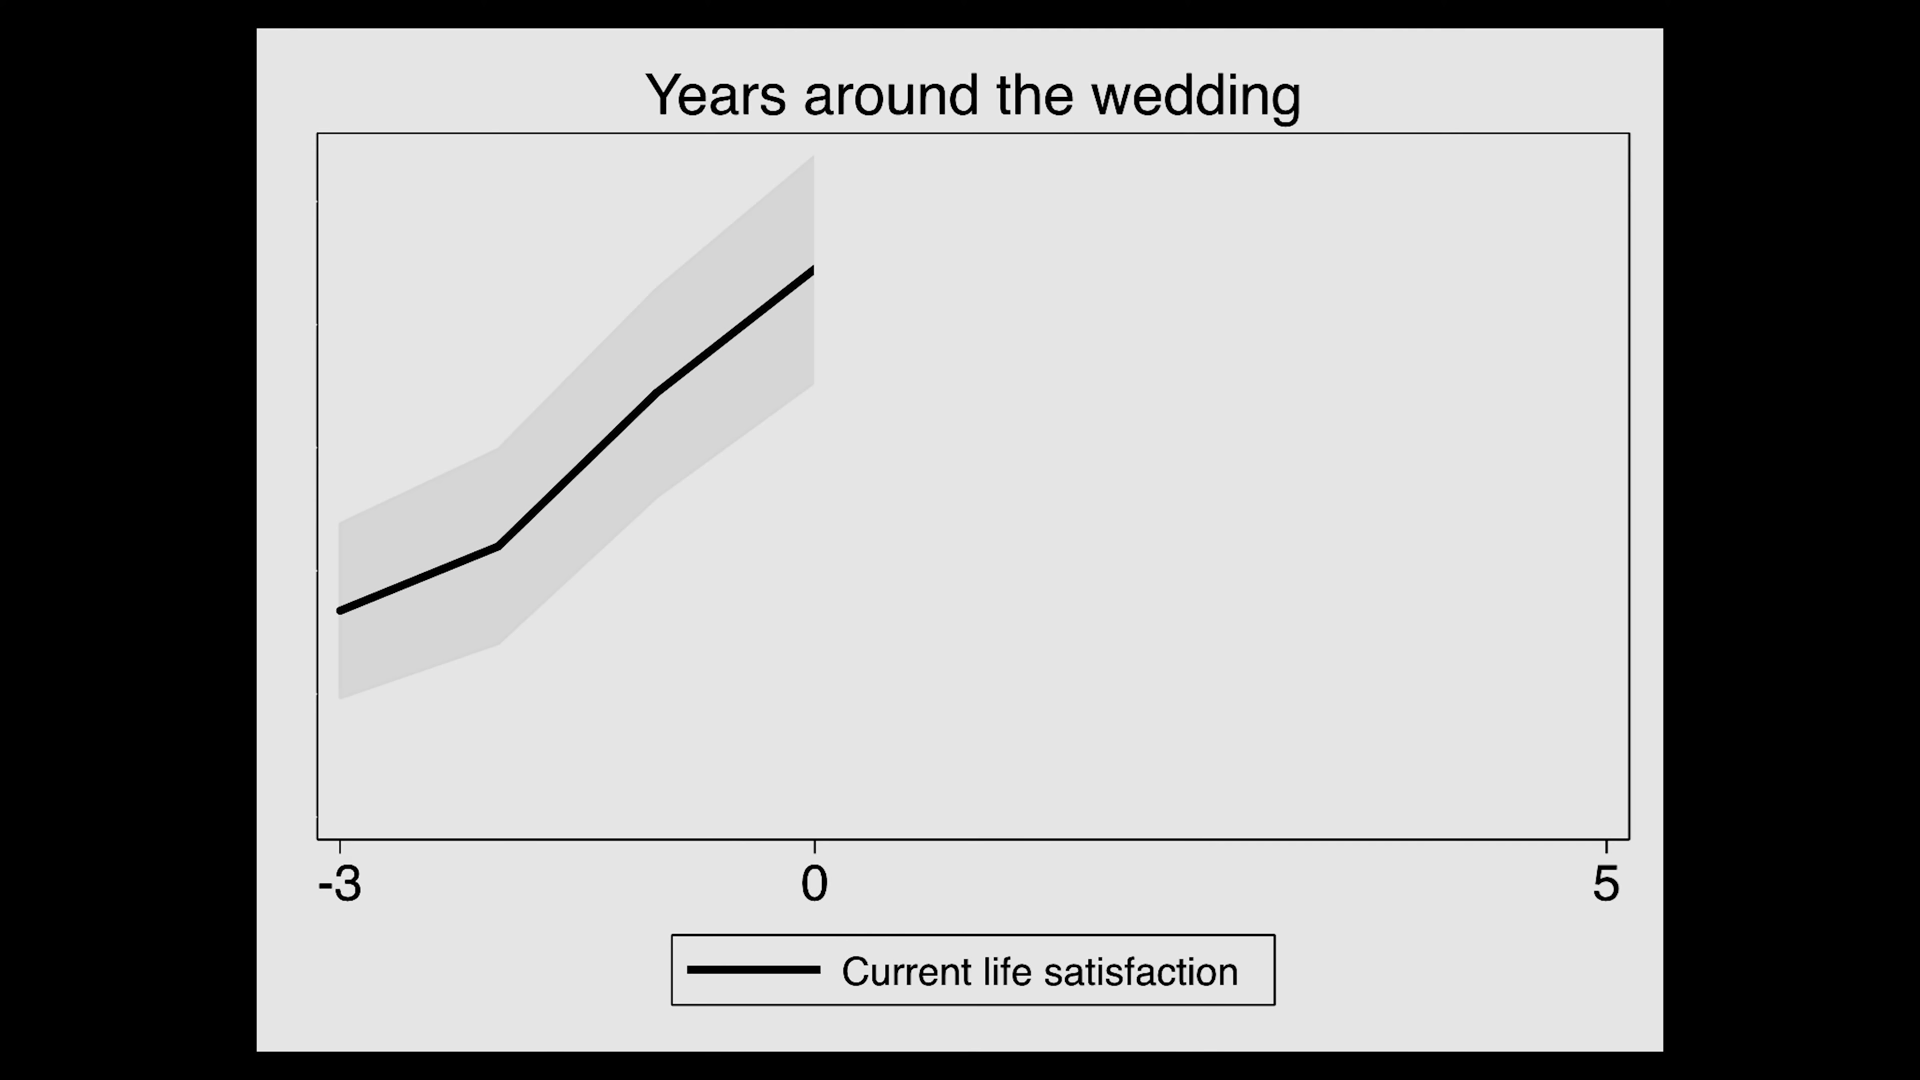 Years around the wedding
-3 0 5
Current life satisfaction